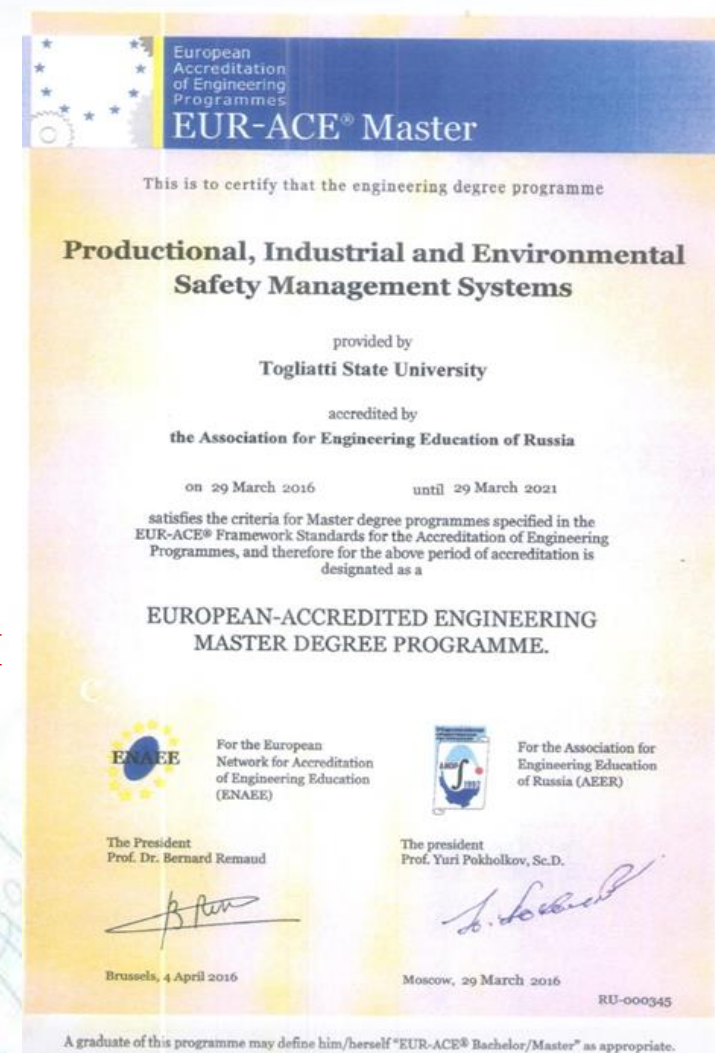 European
Accreditation
of Engineering
Programmes
EUR-ACE® Master
This is to certify that the engineering degree programme
Productional, Industrial and Environmental
Safety Management Systems
provided by
Togliatti State University
accredited by
the Association for Engineering Education of Russia
on 29 March 2016 until 29 March 2021
satisfies the criteria for Master degree programmes specified in the
EUR-ACE® Framework Standards for the Accreditation of Engineering
Programmes, and therefore for the above period of accreditation is
designated as a
EUROPEAN-ACCREDITED ENGINEERING
MASTER DEGREE PROGRAMME.
ENAEE
For the European
Network for Accreditation
of Engineering Education
(ENAEE)
АИОР
1992
For the Association for
Engineering Education
of Russia (AEER)
The President
Prof. Dr. Bernard Remaud
The president
Prof. Yuri Pokholkov, Sc.D.
Brussels, 4 April 2016
Moscow, 29 March 2016
RU-000345
A graduate of this programme may define him/herself "EUR-ACE® Bachelor/Master" as appropriate.